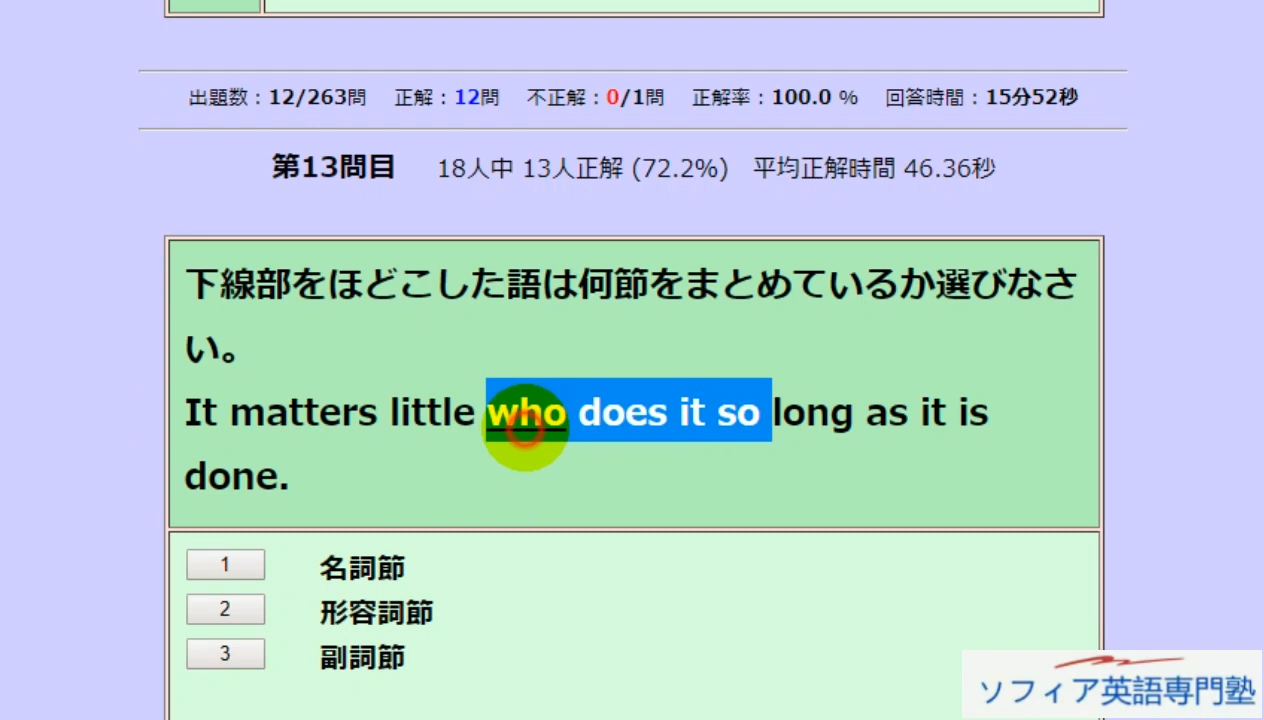 出題数：12/263問 正解：12問 不正解：0/1問 正解率：100.0 % 回答時間：15分52秒
第13問目 18人中 13人正解 (72.2%) 平均正解時間 46.36秒
下線部をほどこした語は何節をまとめているか選びなさ
い。
It matters little who does it so long as it is
done.
1 名詞節
2 形容詞節
3 副詞節
ソフィア英語専門塾